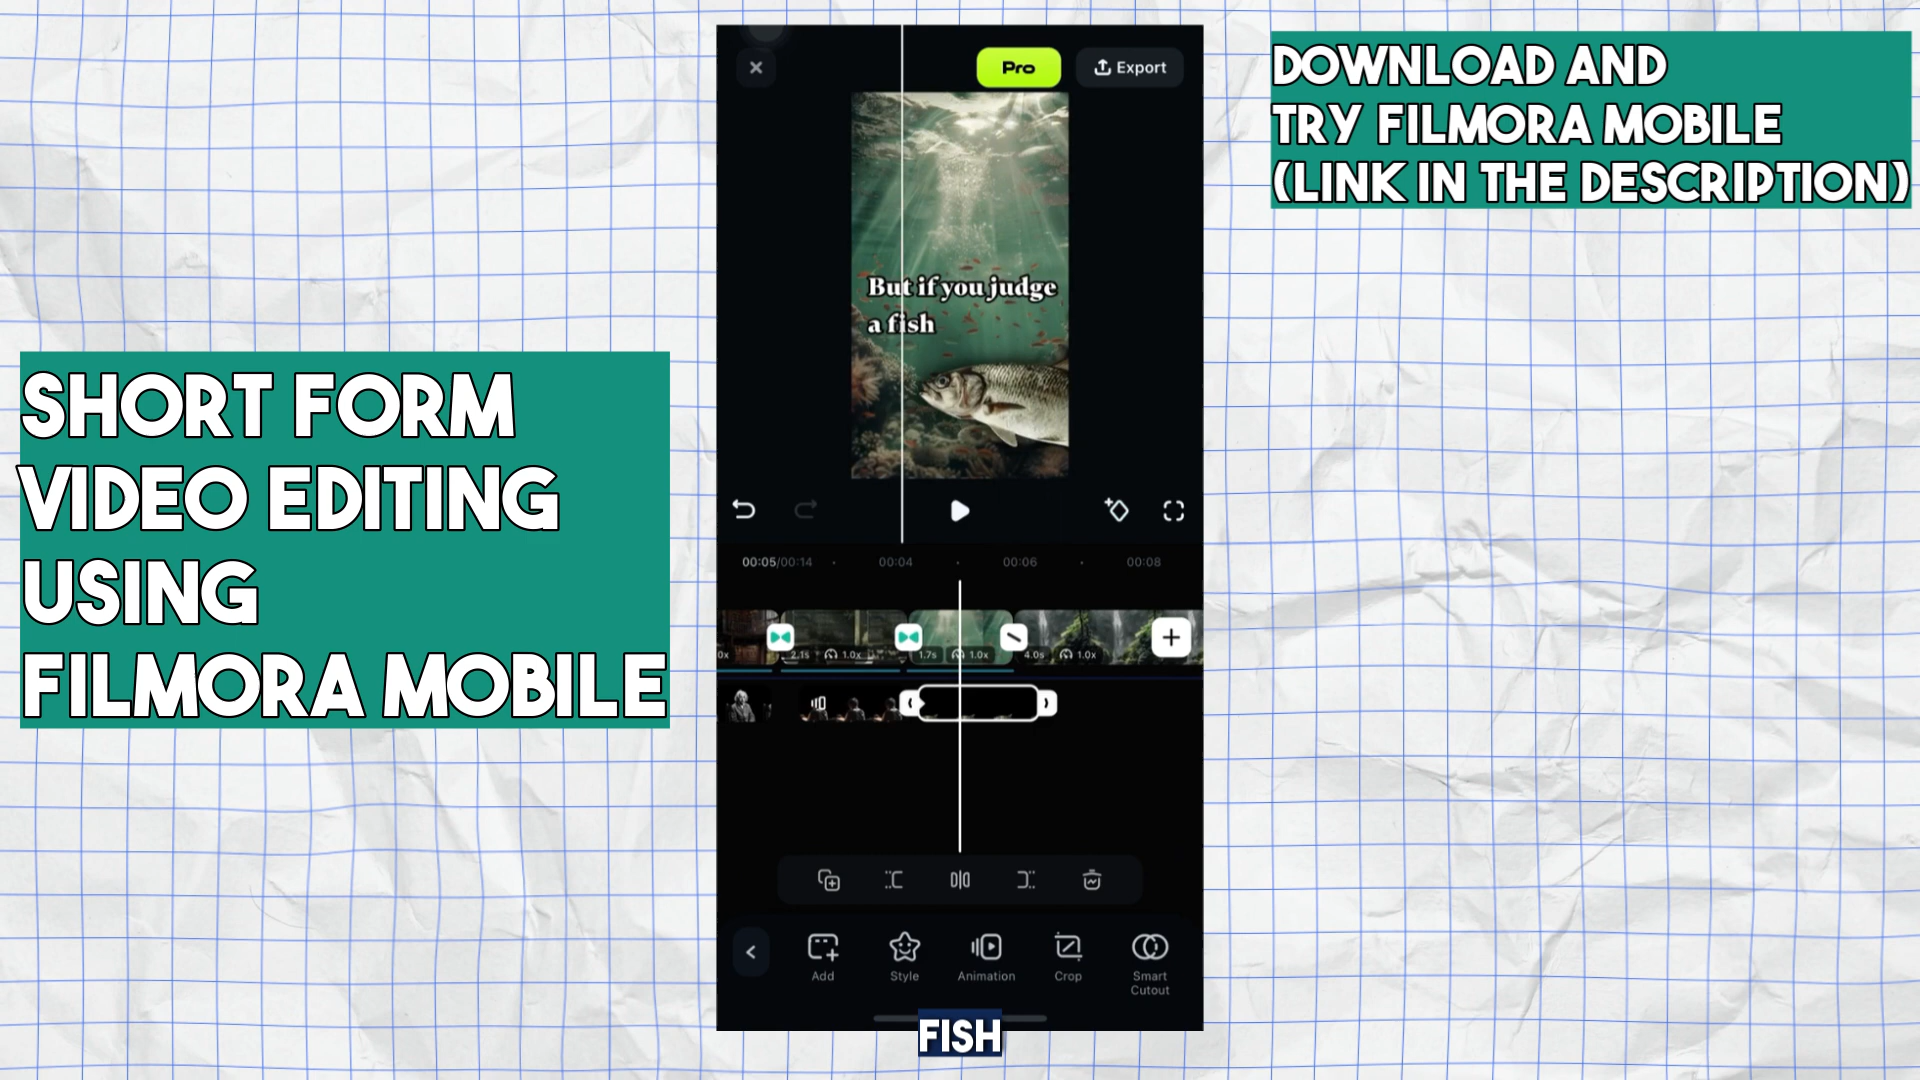 DOWNLOAD AND
TRY FILMORA MOBILE
(LINK IN THE DESCRIPTION)
SHORT FORM
VIDEO EDITING
USING
FILMORA MOBILE
Pro
Export
But if you judge
a fish
00:05/00:14
00:04
00:06
00:08
0x
2.1s
1.0x
1.7s
1.0x
4.0s
1.0x
Add
Style
Animation
Crop
Smart
Cutout
FISH